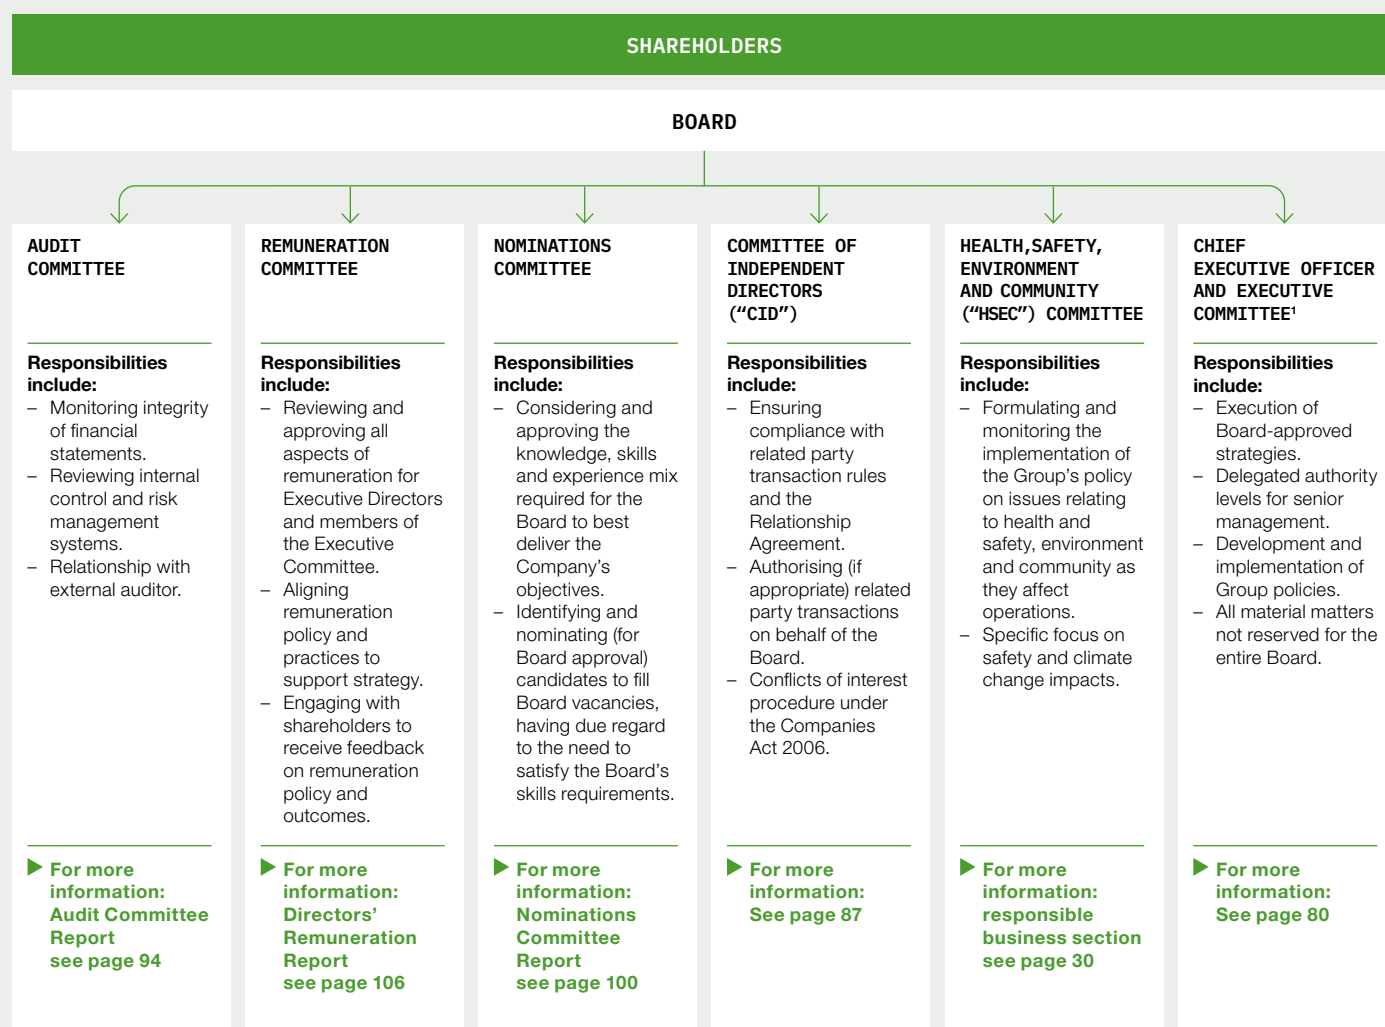 SHAREHOLDERS
BOARD
AUDIT
COMMITTEE
Responsibilities
include:
– Monitoring integrity
of financial
statements.
– Reviewing internal
control and risk
management
systems.
– Relationship with
external auditor.
For more
information:
Audit Committee
Report
see page 94
REMUNERATION
COMMITTEE
Responsibilities
include:
– Reviewing and
approving all
aspects of
remuneration for
Executive Directors
and members of
the Executive
Committee.
– Aligning
remuneration
policy and
practices to
support strategy.
– Engaging with
shareholders to
receive feedback
on remuneration
policy and
outcomes.
For more
information:
Directors’
Remuneration
Report
see page 106
NOMINATIONS
COMMITTEE
Responsibilities
include:
– Considering and
approving the
knowledge, skills
and experience mix
required for the
Board to best
deliver the
Company’s
objectives.
– Identifying and
nominating (for
Board approval)
candidates to fill
Board vacancies,
having due regard
to the need to
satisfy the Board’s
skills requirements.
For more
information:
Nominations
Committee
Report
see page 100
COMMITTEE OF
INDEPENDENT
DIRECTORS
(“CID”)
Responsibilities
include:
– Ensuring
compliance with
related party
transaction rules
and the
Relationship
Agreement.
– Authorising (if
appropriate) related
party transactions
on behalf of the
Board.
– Conflicts of interest
procedure under
the Companies
Act 2006.
For more
information:
See page 87
HEALTH,SAFETY,
ENVIRONMENT
AND COMMUNITY
(“HSEC”) COMMITTEE
Responsibilities
include:
– Formulating and
monitoring the
implementation of
the Group’s policy
on issues relating
to health and
safety, environment
and community as
they affect
operations.
– Specific focus on
safety and climate
change impacts.
For more
information:
responsible
business section
see page 30
CHIEF
EXECUTIVE OFFICER
AND EXECUTIVE
COMMITTEE¹
Responsibilities
include:
– Execution of
Board-approved
strategies.
– Delegated authority
levels for senior
management.
– Development and
implementation of
Group policies.
– All material matters
not reserved for the
entire Board.
For more
information:
See page 80